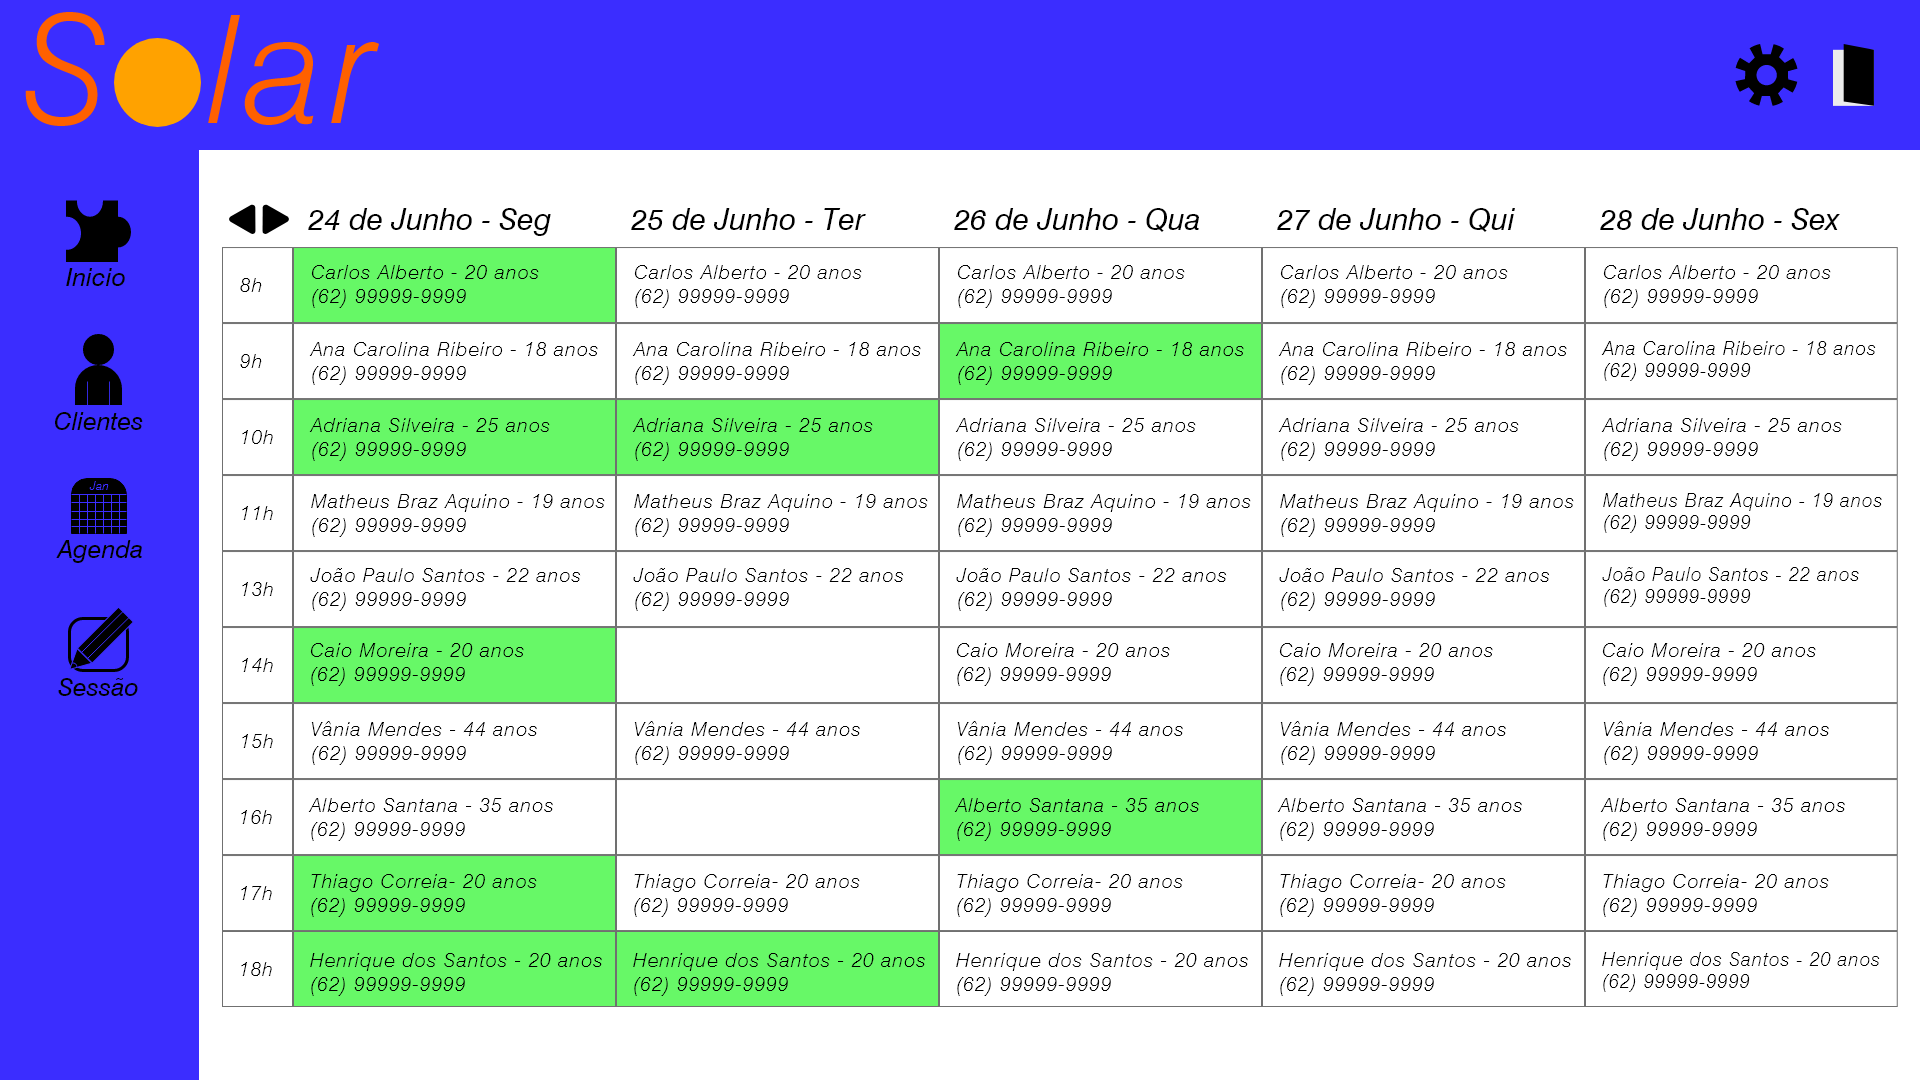 Solar
24 de Junho - Seg 25 de Junho - Ter 26 de Junho - Qua 27 de Junho - Qui 28 de Junho - Sex
Inicio
Clientes
Jan
Agenda
Sessão
8h Carlos Alberto - 20 anos Carlos Alberto - 20 anos Carlos Alberto - 20 anos Carlos Alberto - 20 anos Carlos Alberto - 20 anos
(62) 99999-9999 (62) 99999-9999 (62) 99999-9999 (62) 99999-9999 (62) 99999-9999
9h Ana Carolina Ribeiro - 18 anos Ana Carolina Ribeiro - 18 anos Ana Carolina Ribeiro - 18 anos Ana Carolina Ribeiro - 18 anos Ana Carolina Ribeiro - 18 anos
(62) 99999-9999 (62) 99999-9999 (62) 99999-9999 (62) 99999-9999 (62) 99999-9999
10h Adriana Silveira - 25 anos Adriana Silveira - 25 anos Adriana Silveira - 25 anos Adriana Silveira - 25 anos Adriana Silveira - 25 anos
(62) 99999-9999 (62) 99999-9999 (62) 99999-9999 (62) 99999-9999 (62) 99999-9999
11h Matheus Braz Aquino - 19 anos Matheus Braz Aquino - 19 anos Matheus Braz Aquino - 19 anos Matheus Braz Aquino - 19 anos Matheus Braz Aquino - 19 anos
(62) 99999-9999 (62) 99999-9999 (62) 99999-9999 (62) 99999-9999 (62) 99999-9999
13h João Paulo Santos - 22 anos João Paulo Santos - 22 anos João Paulo Santos - 22 anos João Paulo Santos - 22 anos João Paulo Santos - 22 anos
(62) 99999-9999 (62) 99999-9999 (62) 99999-9999 (62) 99999-9999 (62) 99999-9999
14h Caio Moreira - 20 anos Caio Moreira - 20 anos Caio Moreira - 20 anos Caio Moreira - 20 anos
(62) 99999-9999 (62) 99999-9999 (62) 99999-9999 (62) 99999-9999
15h Vânia Mendes - 44 anos Vânia Mendes - 44 anos Vânia Mendes - 44 anos Vânia Mendes - 44 anos Vânia Mendes - 44 anos
(62) 99999-9999 (62) 99999-9999 (62) 99999-9999 (62) 99999-9999 (62) 99999-9999
16h Alberto Santana - 35 anos Alberto Santana - 35 anos Alberto Santana - 35 anos Alberto Santana - 35 anos
(62) 99999-9999 (62) 99999-9999 (62) 99999-9999 (62) 99999-9999
17h Thiago Correia- 20 anos Thiago Correia- 20 anos Thiago Correia- 20 anos Thiago Correia- 20 anos Thiago Correia- 20 anos
(62) 99999-9999 (62) 99999-9999 (62) 99999-9999 (62) 99999-9999 (62) 99999-9999
18h Henrique dos Santos - 20 anos Henrique dos Santos - 20 anos Henrique dos Santos - 20 anos Henrique dos Santos - 20 anos Henrique dos Santos - 20 anos
(62) 99999-9999 (62) 99999-9999 (62) 99999-9999 (62) 99999-9999 (62) 99999-9999